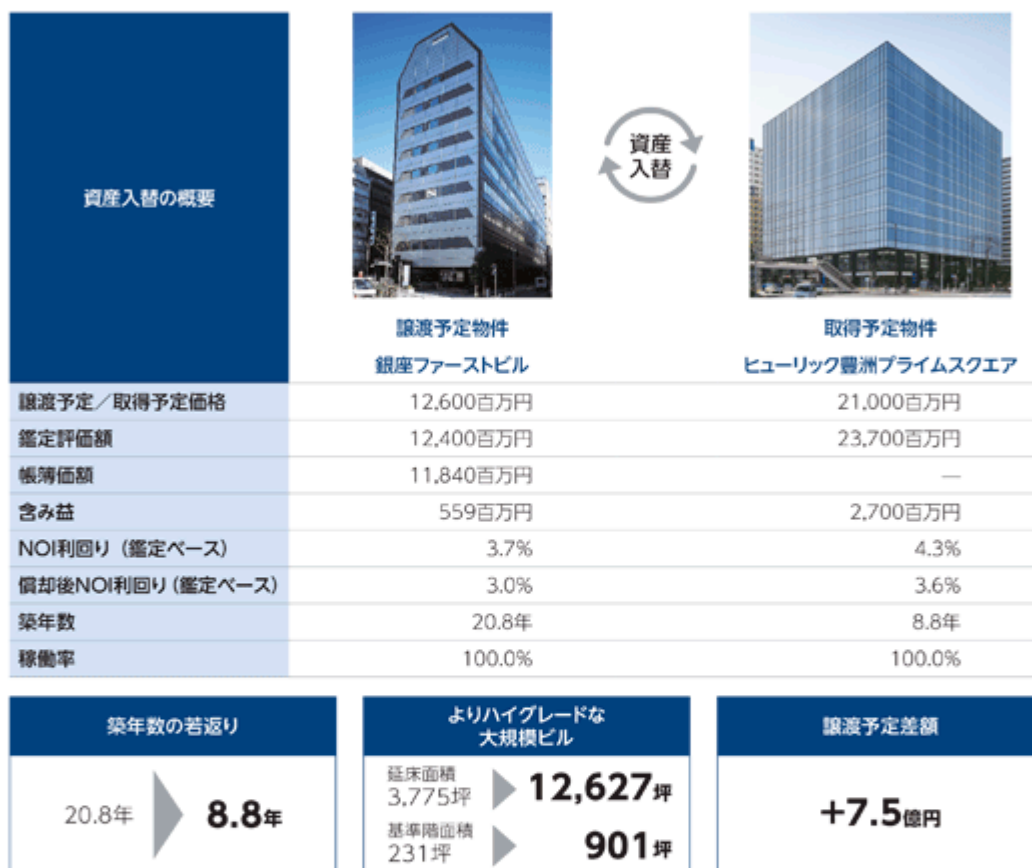 資産入替の概要
資産
入替
譲渡予定物件
銀座ファーストビル
取得予定物件
ヒューリック豊洲プライムスクエア
譲渡予定／取得予定価格 12,600百万円 21,000百万円
鑑定評価額 12,400百万円 23,700百万円
帳簿価額 11,840百万円 —
含み益 559百万円 2,700百万円
NOI利回り（鑑定ベース） 3.7% 4.3%
償却後NOI利回り（鑑定ベース） 3.0% 3.6%
築年数 20.8年 8.8年
稼働率 100.0% 100.0%
築年数の若返り
20.8年 8.8年
よりハイグレードな
大規模ビル
延床面積
3,775坪 12,627坪
基準階面積
231坪 901坪
譲渡予定差額
+7.5億円